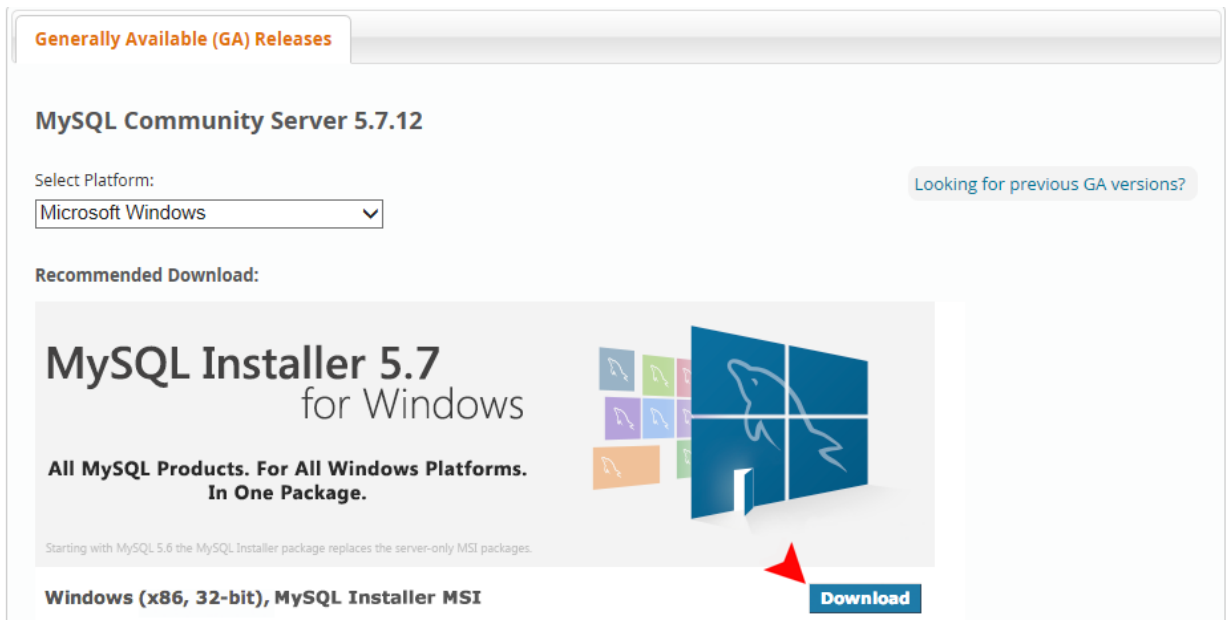 Generally Available (GA) Releases
MySQL Community Server 5.7.12
Select Platform:
Looking for previous GA versions?
Microsoft Windows
Recommended Download:
MySQL Installer 5.7
for Windows
All MySQL Products. For All Windows Platforms.
In One Package.
Starting with MySQL 5.6 the MySQL Installer package replaces the server-only MSI packages.
Windows (x86, 32-bit), MySQL Installer MSI
Download